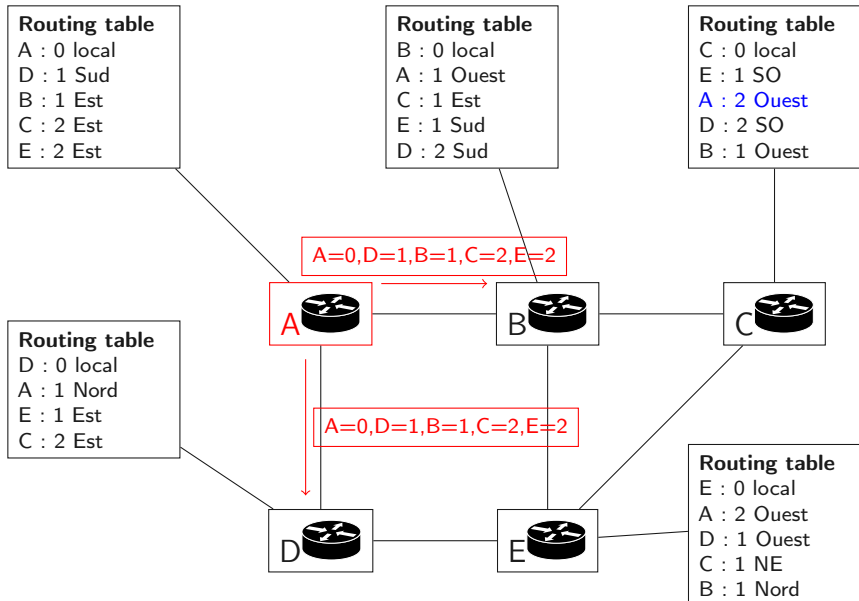 Routing table
A : 0 local
D : 1 Sud
B : 1 Est
C : 2 Est
E : 2 Est
Routing table
B : 0 local
A : 1 Ouest
C : 1 Est
E : 1 Sud
D : 2 Sud
Routing table
C : 0 local
E : 1 SO
A : 2 Ouest
D : 2 SO
B : 1 Ouest
A=0,D=1,B=1,C=2,E=2
A
B
C
Routing table
D : 0 local
A : 1 Nord
E : 1 Est
C : 2 Est
A=0,D=1,B=1,C=2,E=2
D
E
Routing table
E : 0 local
A : 2 Ouest
D : 1 Ouest
C : 1 NE
B : 1 Nord